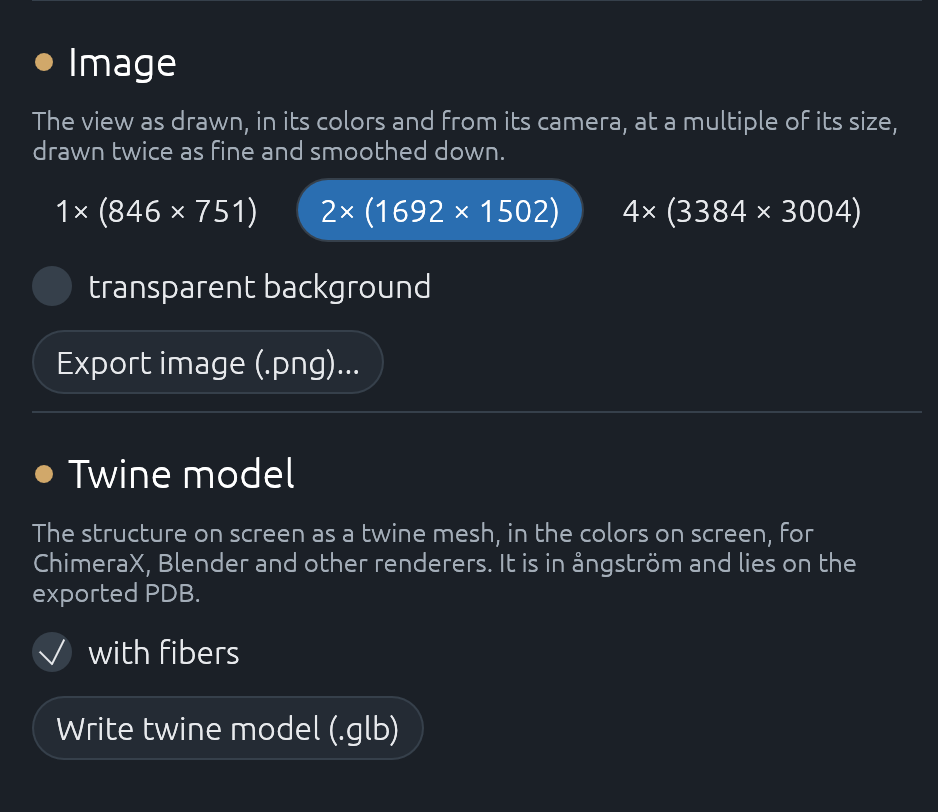 Image
The view as drawn, in its colors and from its camera, at a multiple of its size,
drawn twice as fine and smoothed down.
1× (846 × 751) 2× (1692 × 1502) 4× (3384 × 3004)
transparent background
Export image (.png)...
Twine model
The structure on screen as a twine mesh, in the colors on screen, for
ChimeraX, Blender and other renderers. It is in ångström and lies on the
exported PDB.
with fibers
Write twine model (.glb)